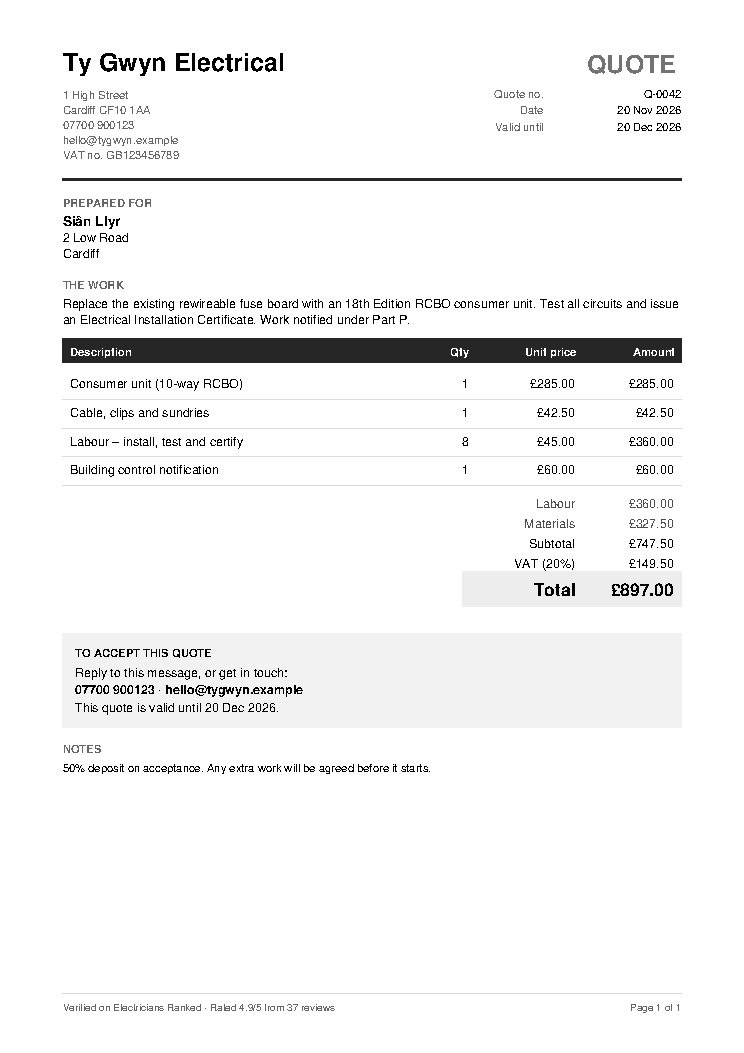 Ty Gwyn Electrical
QUOTE
1 High Street
Cardiff CF10 1AA
07700 900123
hello@tygwyn.example
VAT no. GB123456789
Quote no. Q-0042
Date 20 Nov 2026
Valid until 20 Dec 2026
PREPARED FOR
Siân Llyr
2 Low Road
Cardiff
THE WORK
Replace the existing rewireable fuse board with an 18th Edition RCBO consumer unit. Test all circuits and issue
an Electrical Installation Certificate. Work notified under Part P.
Description Qty Unit price Amount
Consumer unit (10-way RCBO) 1 £285.00 £285.00
Cable, clips and sundries 1 £42.50 £42.50
Labour – install, test and certify 8 £45.00 £360.00
Building control notification 1 £60.00 £60.00
Labour £360.00
Materials £327.50
Subtotal £747.50
VAT (20%) £149.50
Total £897.00
TO ACCEPT THIS QUOTE
Reply to this message, or get in touch:
07700 900123 · hello@tygwyn.example
This quote is valid until 20 Dec 2026.
NOTES
50% deposit on acceptance. Any extra work will be agreed before it starts.
Verified on Electricians Ranked · Rated 4.9/5 from 37 reviews
Page 1 of 1